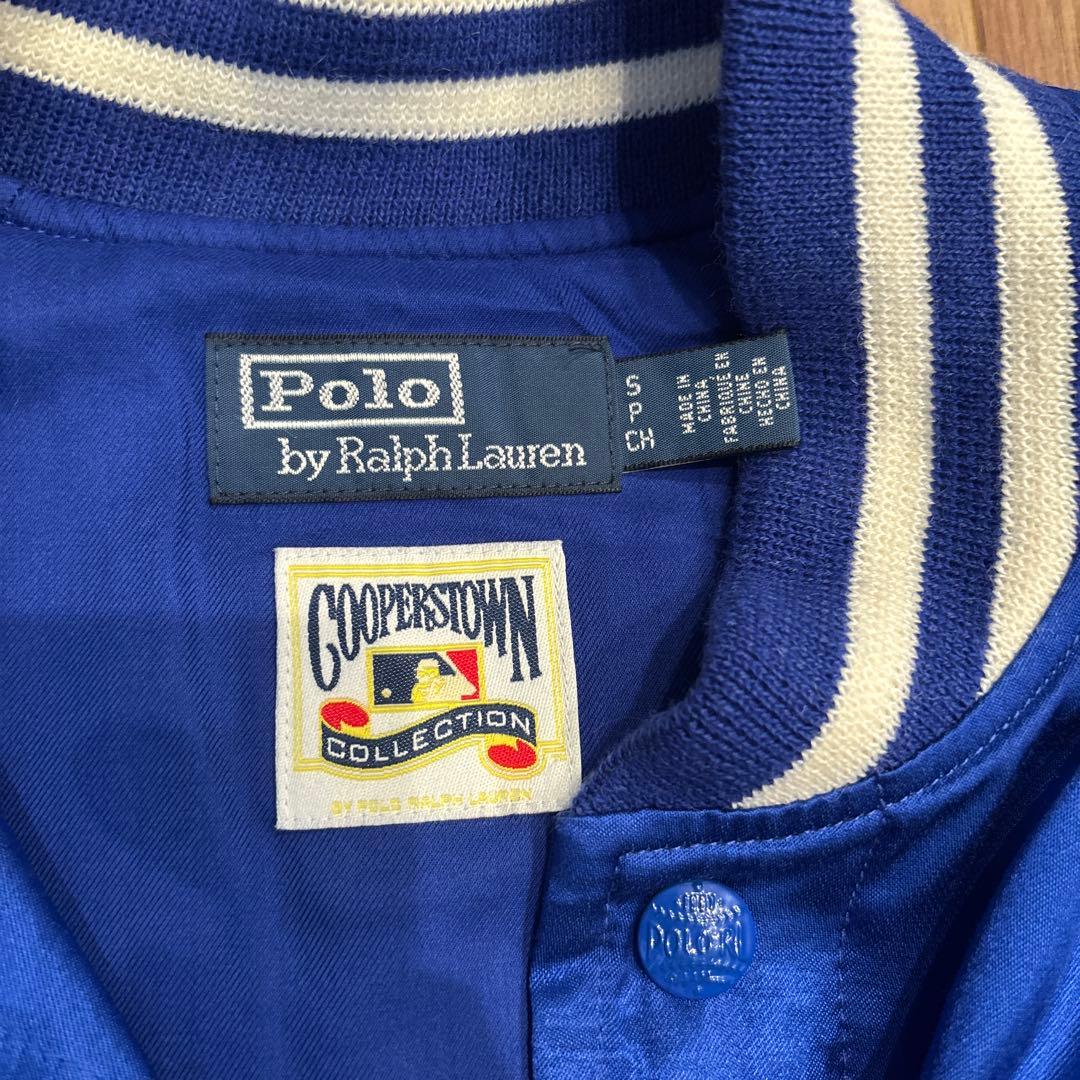 Polo
by Ralph Lauren
S
P
CH
MADE IN
CHINA
FABRIQUE EN
CHINE
HECHO EN
CHINA
COOPERSTOWN
COLLECTION
BY POLO RALPH LAUREN
POLO